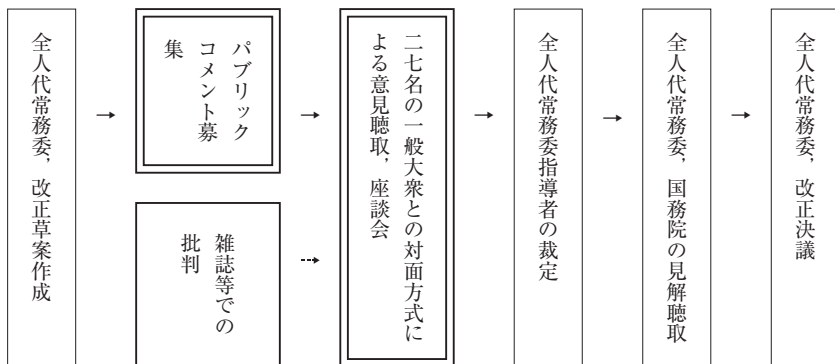 全人代常務委，改正草案作成
→
パブリック
コメント募
集
→
雑誌等での
批判
⇢
二七名の一般大衆との対面方式に
よる意見聴取，座談会
→
全人代常務委指導者の裁定
→
全人代常務委，国務院の見解聴取
→
全人代常務委，改正決議